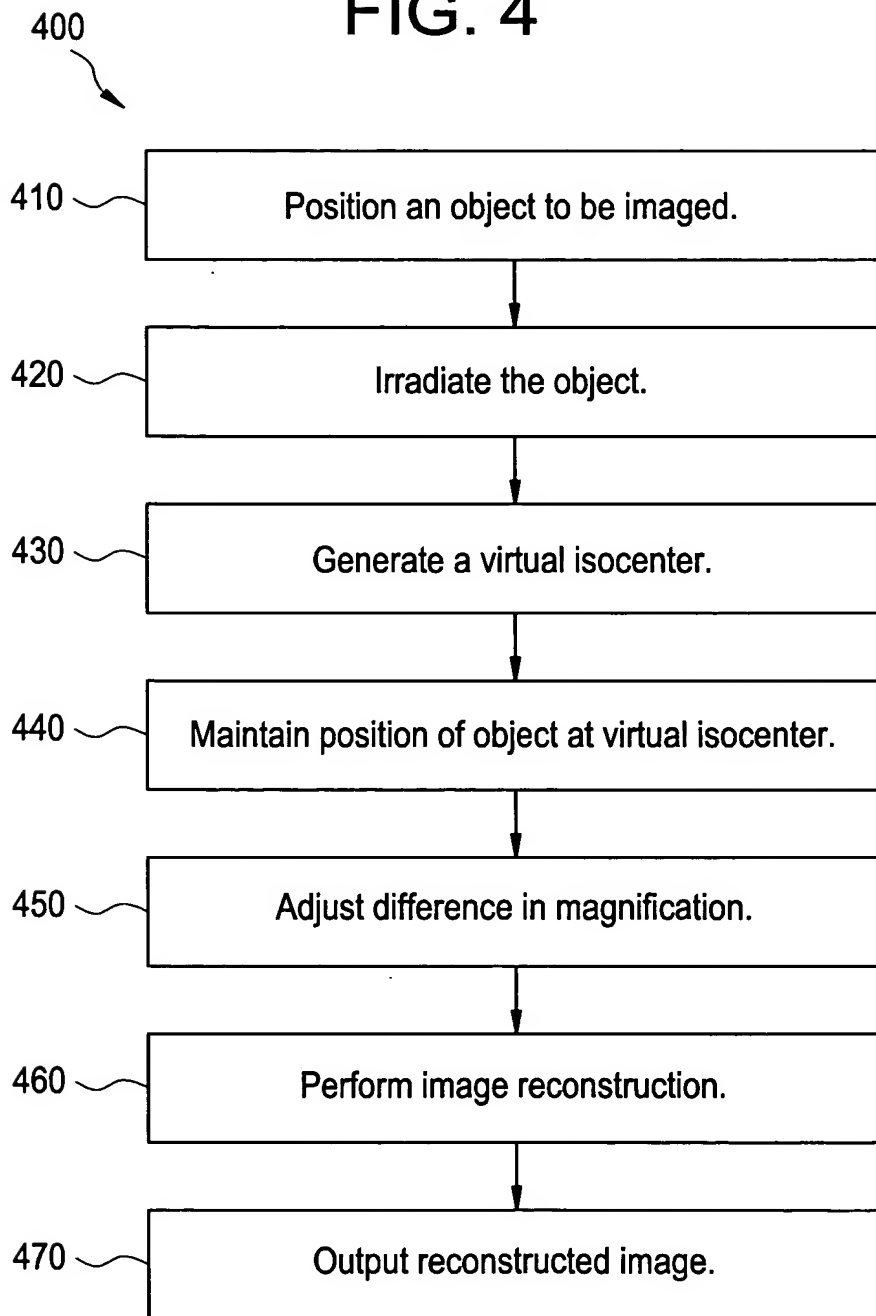 FIG. 4
400
410 Position an object to be imaged.
420 Irradiate the object.
430 Generate a virtual isocenter.
440 Maintain position of object at virtual isocenter.
450 Adjust difference in magnification.
460 Perform image reconstruction.
470 Output reconstructed image.